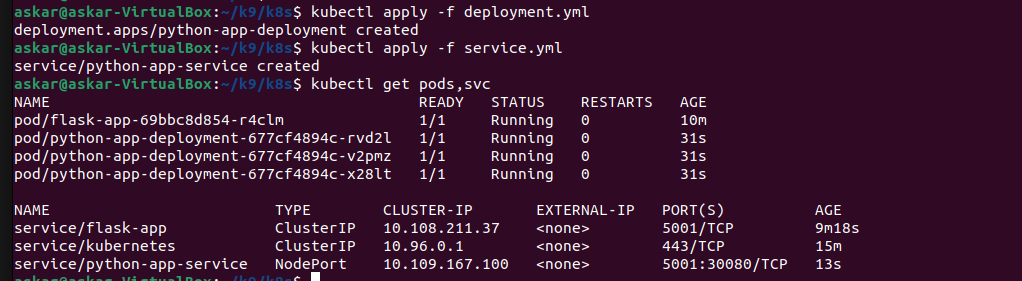 askar@askar-VirtualBox:~/k9/k8s$ kubectl apply -f deployment.yml
deployment.apps/python-app-deployment created
askar@askar-VirtualBox:~/k9/k8s$ kubectl apply -f service.yml
service/python-app-service created
askar@askar-VirtualBox:~/k9/k8s$ kubectl get pods,svc
NAME READY STATUS RESTARTS AGE
pod/flask-app-69bbc8d854-r4clm 1/1 Running 0 10m
pod/python-app-deployment-677cf4894c-rvd2l 1/1 Running 0 31s
pod/python-app-deployment-677cf4894c-v2pmz 1/1 Running 0 31s
pod/python-app-deployment-677cf4894c-x28lt 1/1 Running 0 31s
NAME TYPE CLUSTER-IP EXTERNAL-IP PORT(S) AGE
service/flask-app ClusterIP 10.108.211.37 <none> 5001/TCP 9m18s
service/kubernetes ClusterIP 10.96.0.1 <none> 443/TCP 15m
service/python-app-service NodePort 10.109.167.100 <none> 5001:30080/TCP 13s
askar@askar-VirtualBox:~/k9/k8s$